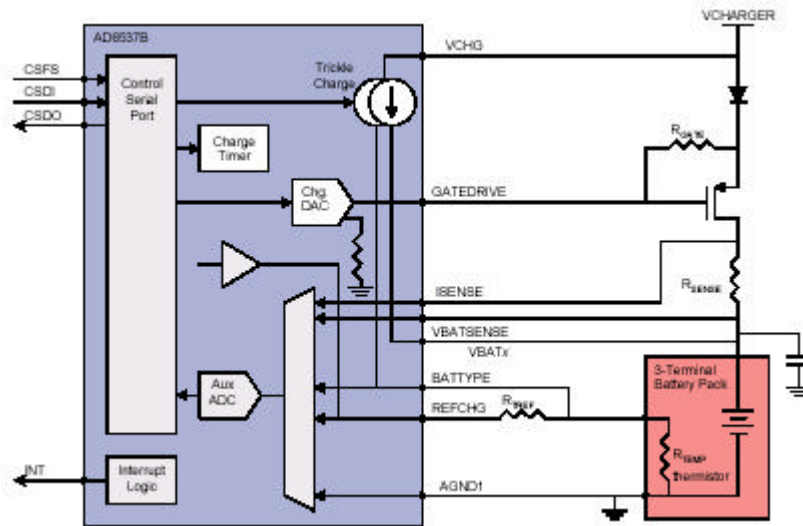 VCHARGER
AD6537B
CSFS
CSDI
CSDO
Control
Serial
Port
Trickle
Charge
VCHG
Charge
Timer
RGATE
Chg
DAC
GATEDRIVE
ISENSE
RSENSE
VBATSENSE
VBATx
BATTYPE
REFCHG
RTREF
Aux
ADC
3-Terminal
Battery Pack
RTEMP
thermistor
INT
Interrupt
Logic
AGND1